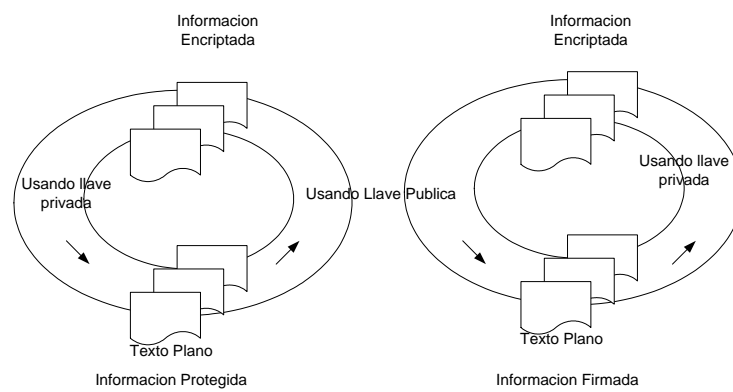 Informacion
Encriptada
Informacion
Encriptada
Usando llave
privada
Usando Llave Publica
Usando llave
privada
Texto Plano
Texto Plano
Informacion Protegida
Informacion Firmada